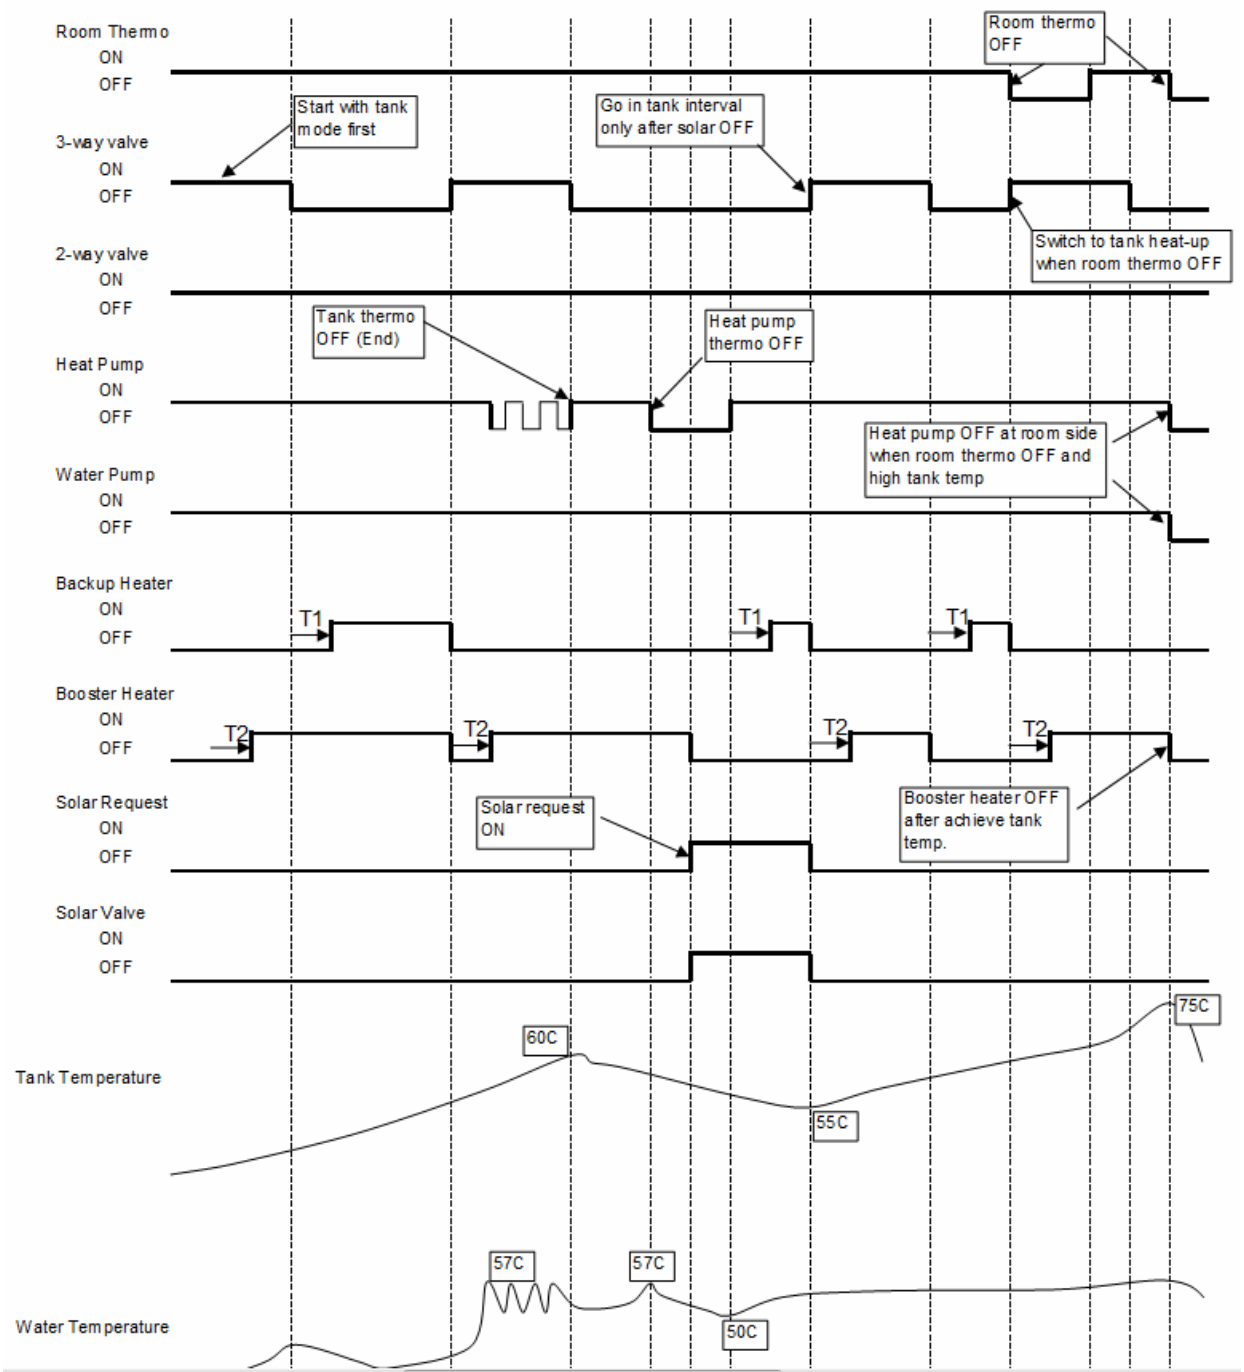 Room Thermo
ON
OFF
Room thermo
OFF
Start with tank
mode first
Go in tank interval
only after solar OFF
3-way valve
ON
OFF
Switch to tank heat-up
when room thermo OFF
2-way valve
ON
OFF
Tank thermo
OFF (End)
Heat pump
thermo OFF
Heat Pump
ON
OFF
Heat pump OFF at room side
when room thermo OFF and
high tank temp
Water Pump
ON
OFF
Backup Heater
ON
OFF
T1
T1
T1
Booster Heater
ON
OFF
T2
T2
T2
T2
Solar Request
ON
OFF
Solar request
ON
Booster heater OFF
after achieve tank
temp.
Solar Valve
ON
OFF
Tank Temperature
60C
55C
75C
Water Temperature
57C
57C
50C